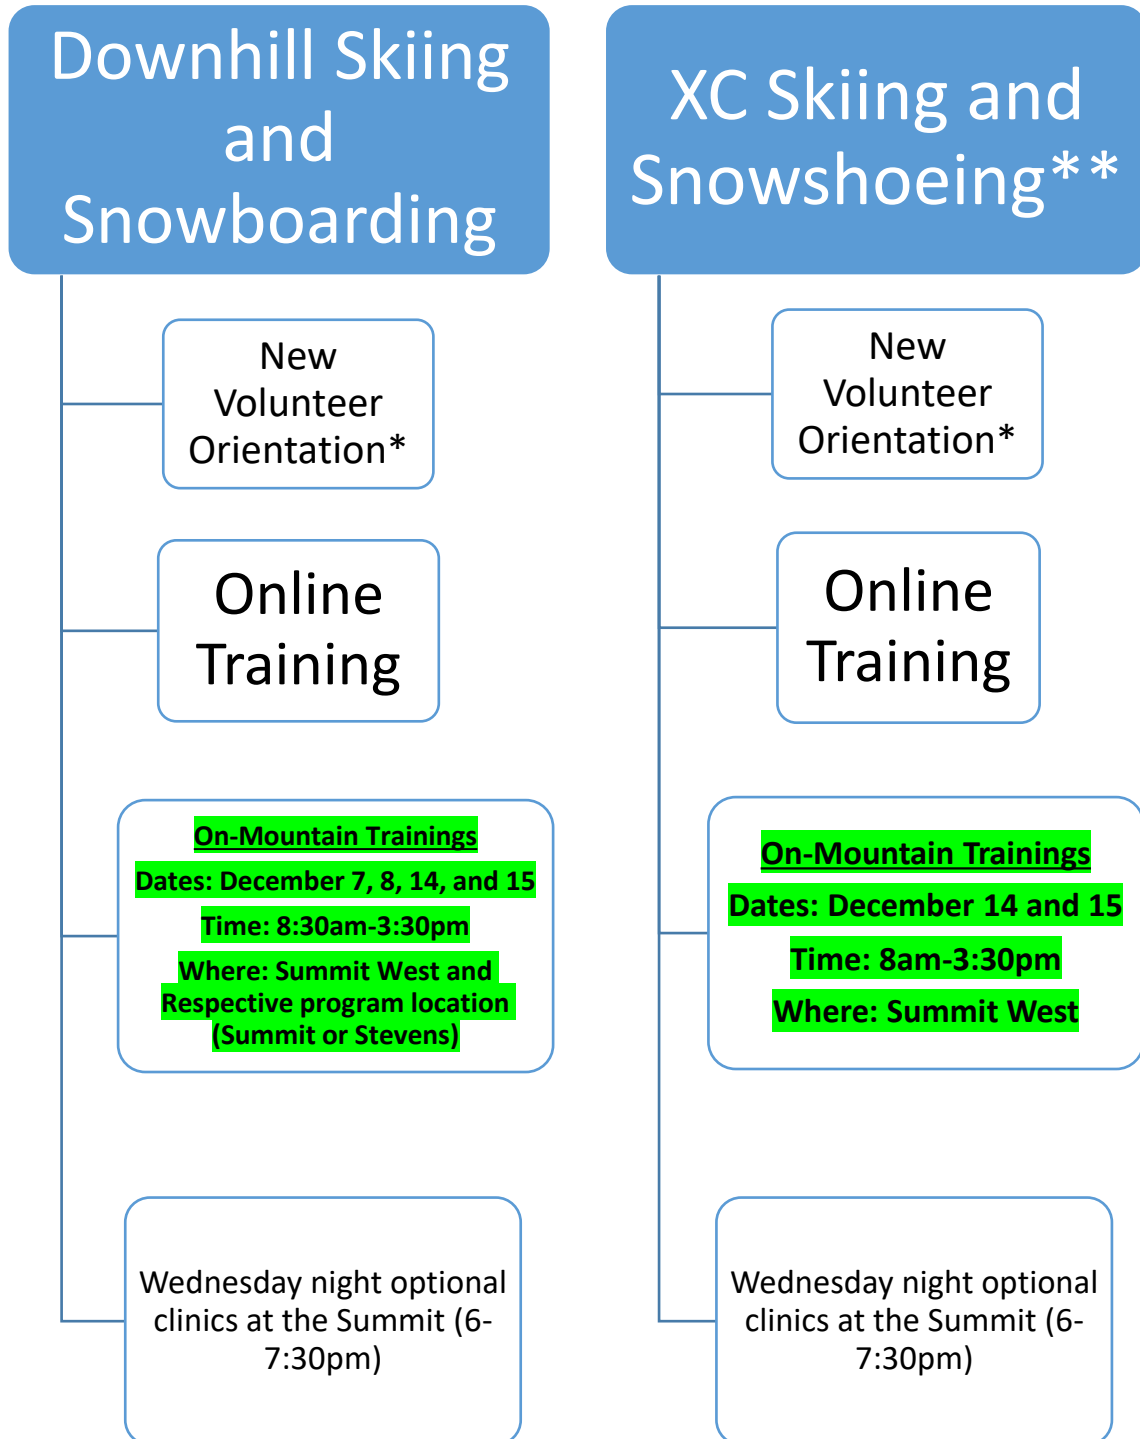 Downhill Skiing
and
Snowboarding
New
Volunteer
Orientation*
Online
Training
On-Mountain Trainings
Dates: December 7, 8, 14, and 15
Time: 8:30am-3:30pm
Where: Summit West and
Respective program location
(Summit or Stevens)
Wednesday night optional
clinics at the Summit (6-
7:30pm)
XC Skiing and
Snowshoeing**
New
Volunteer
Orientation*
Online
Training
On-Mountain Trainings
Dates: December 14 and 15
Time: 8am-3:30pm
Where: Summit West
Wednesday night optional
clinics at the Summit (6-
7:30pm)